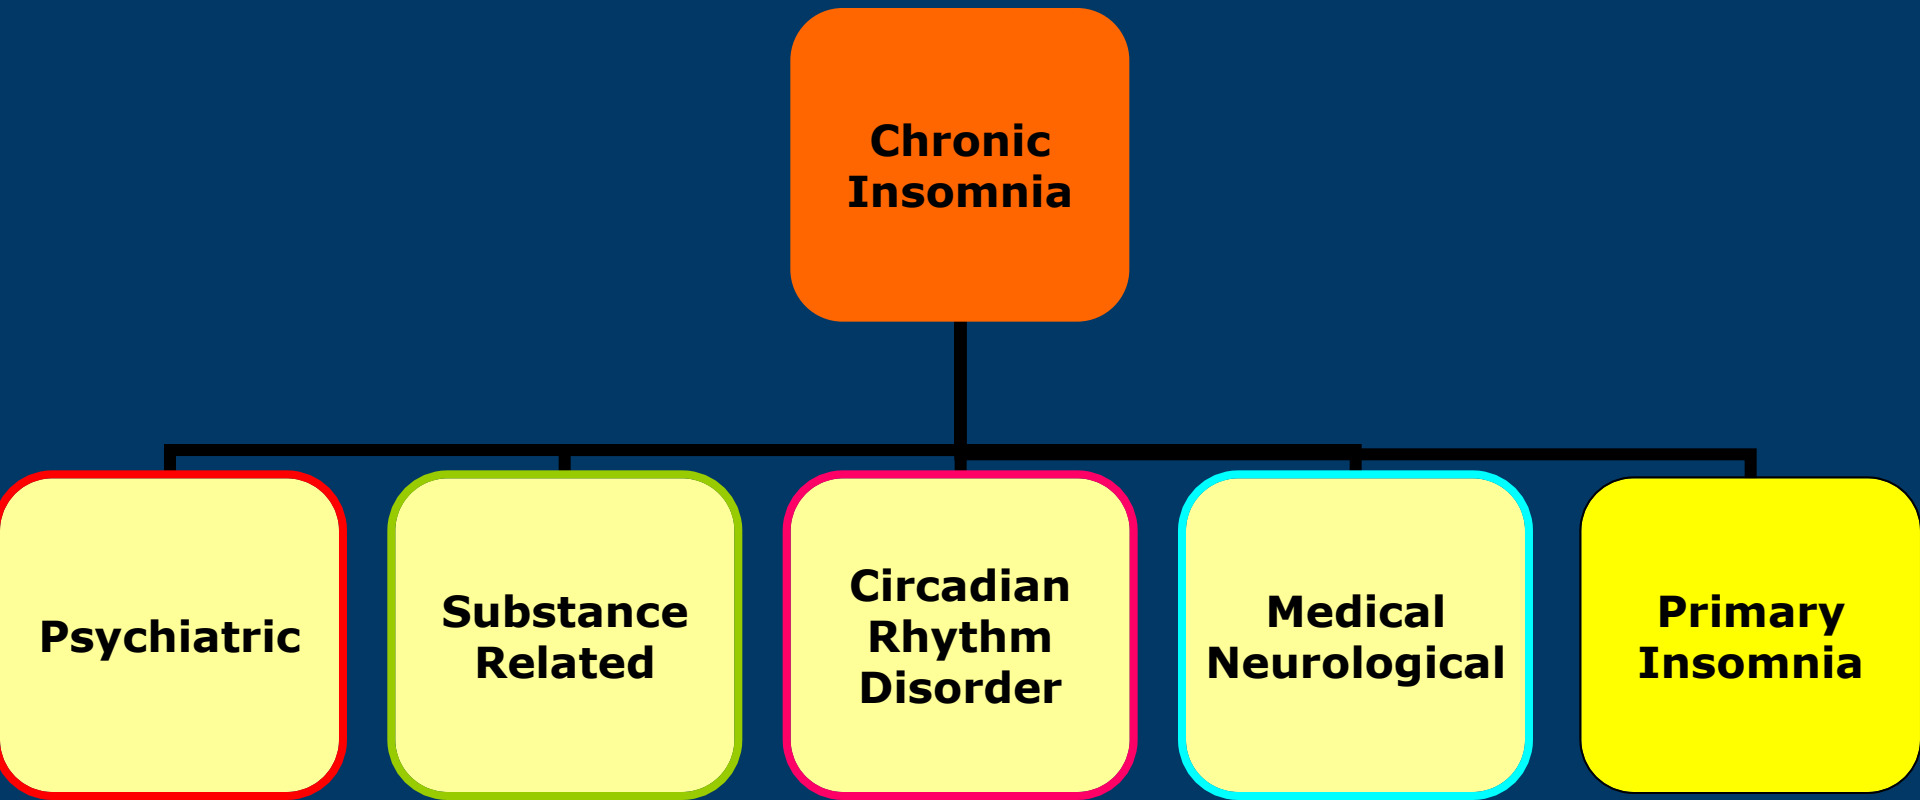 Chronic
Insomnia
Psychiatric
Substance
Related
Circadian
Rhythm
Disorder
Medical
Neurological
Primary
Insomnia